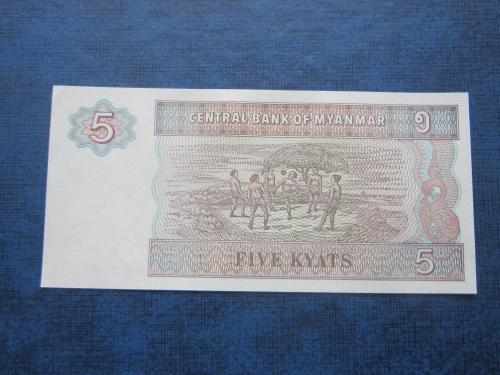 5 CENTRAL BANK OF MYANMAR ၅
FIVE KYATS 5